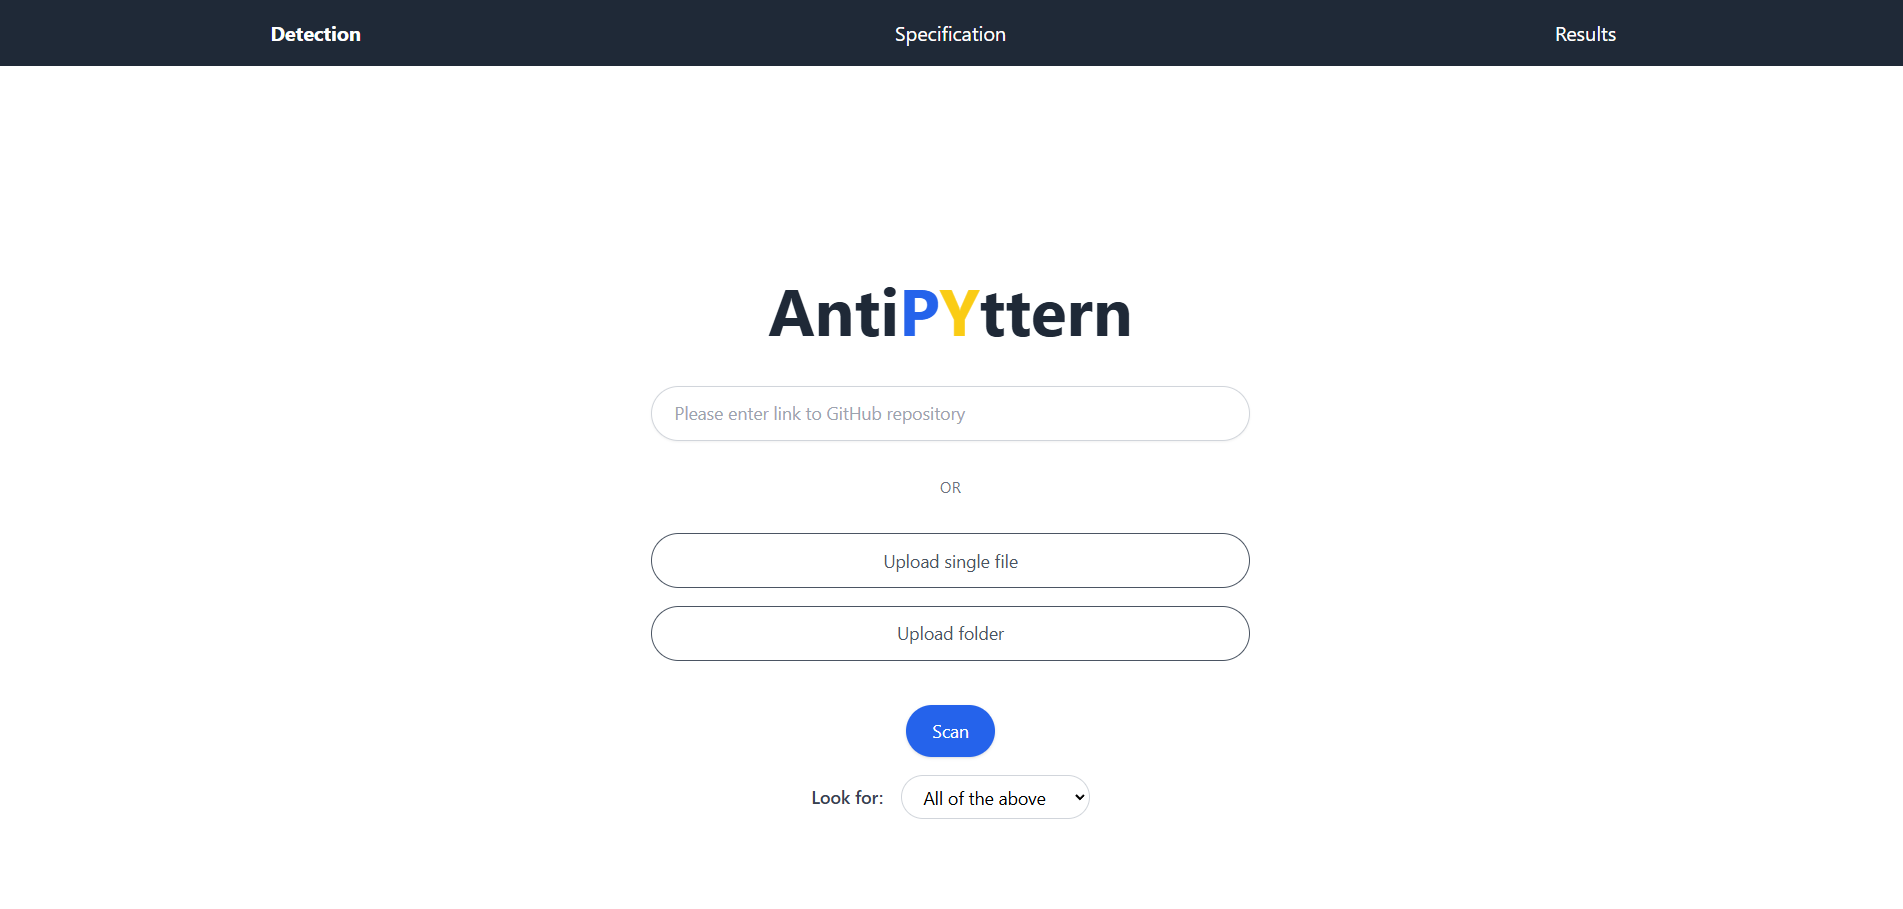 Detection Specification Results
AntiPYttern
Please enter link to GitHub repository
OR
Upload single file
Upload folder
Scan
Look for: All of the above